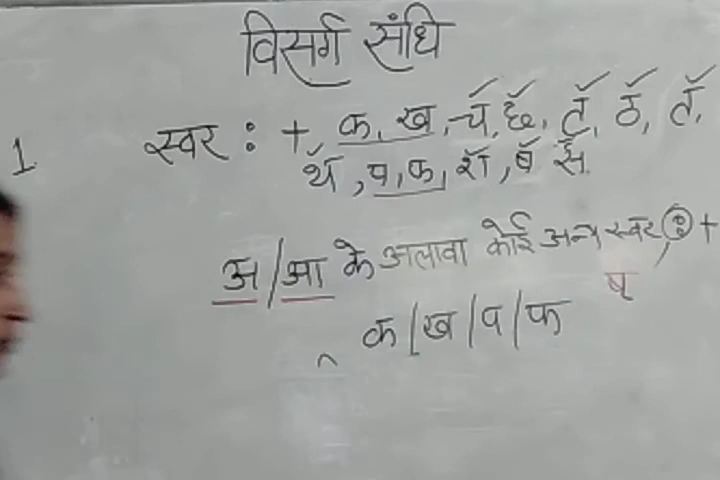 विसर्ग संधि
1 स्वर : + क, ख, च, छ, ट, ठ, त,
थ, प, फ, श, ष, स
अ/आ के अलावा कोई अन्य स्वर, : +
ष्
क/ख/प/फ